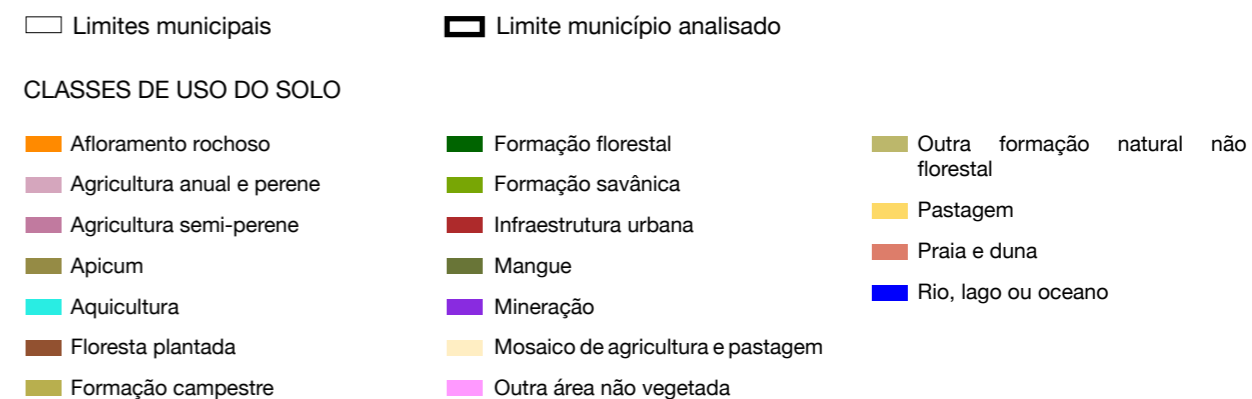 Limites municipais
Limite município analisado
CLASSES DE USO DO SOLO
Afloramento rochoso
Agricultura anual e perene
Agricultura semi-perene
Apicum
Aquicultura
Floresta plantada
Formação campestre
Formação florestal
Formação savânica
Infraestrutura urbana
Mangue
Mineração
Mosaico de agricultura e pastagem
Outra área não vegetada
Outra formação natural não
florestal
Pastagem
Praia e duna
Rio, lago ou oceano